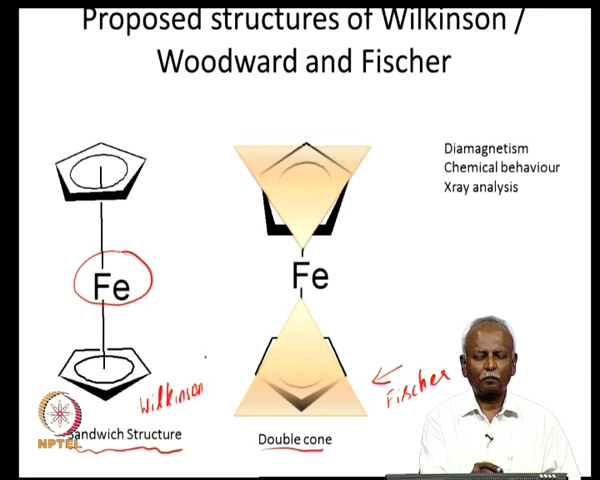 Proposed structures of Wilkinson /
Woodward and Fischer
Diamagnetism
Chemical behaviour
Xray analysis
Fe
Fe
Wilkinson
Fischer
NPTEL
Sandwich Structure
Double cone